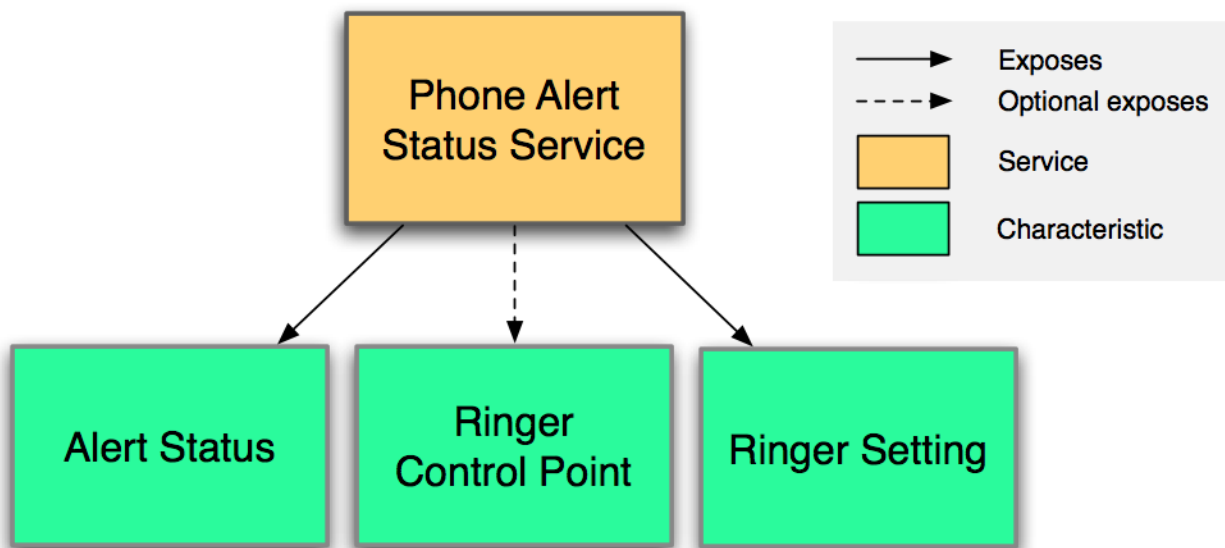 Phone Alert
Status Service
Exposes
Optional exposes
Service
Characteristic
Alert Status
Ringer
Control Point
Ringer Setting